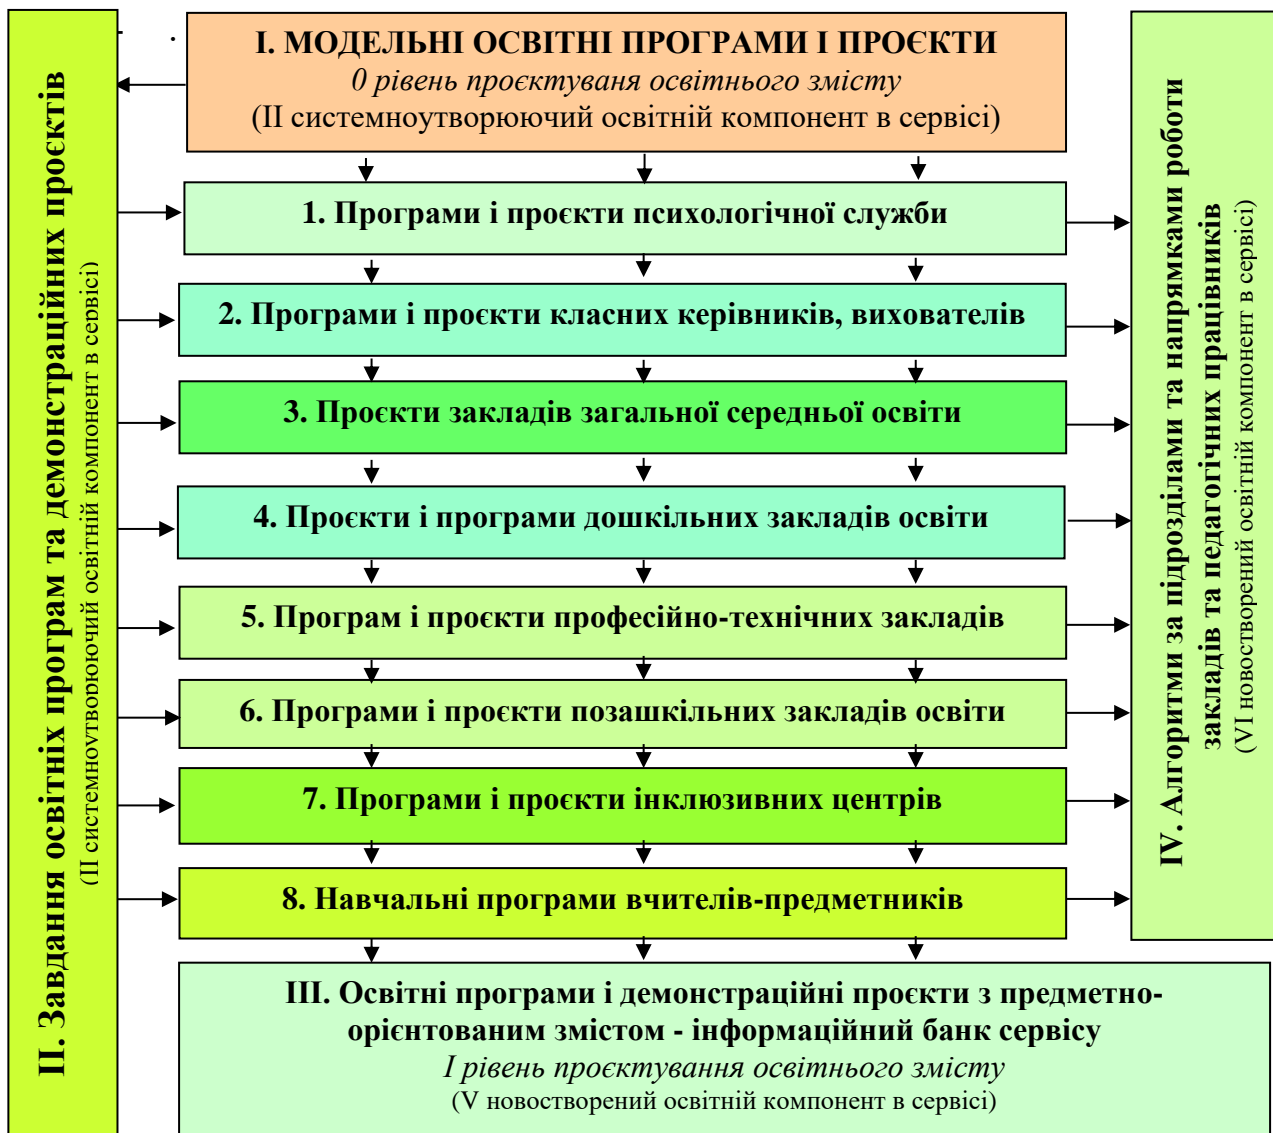 І. МОДЕЛЬНІ ОСВІТНІ ПРОГРАМИ І ПРОЄКТИ
0 рівень проєктуваня освітнього змісту
(ІІ системноутворюючий освітній компонент в сервісі)
ІІ. Завдання освітніх програм та демонстраційних проєктів
(ІІ системноутворюючий освітній компонент в сервісі)
1. Програми і проєкти психологічної служби
2. Програми і проєкти класних керівників, вихователів
3. Проєкти закладів загальної середньої освіти
4. Проєкти і програми дошкільних закладів освіти
5. Програм і проєкти професійно-технічних закладів
6. Програми і проєкти позашкільних закладів освіти
7. Програми і проєкти інклюзивних центрів
8. Навчальні програми вчителів-предметників
IV. Алгоритми за підрозділами та напрямками роботи
закладів та педагогічних працівників
(VI новостворений освітній компонент в сервісі)
ІІІ. Освітні програми і демонстраційні проєкти з предметно-
орієнтованим змістом - інформаційний банк сервісу
І рівень проєктування освітнього змісту
(V новостворений освітній компонент в сервісі)